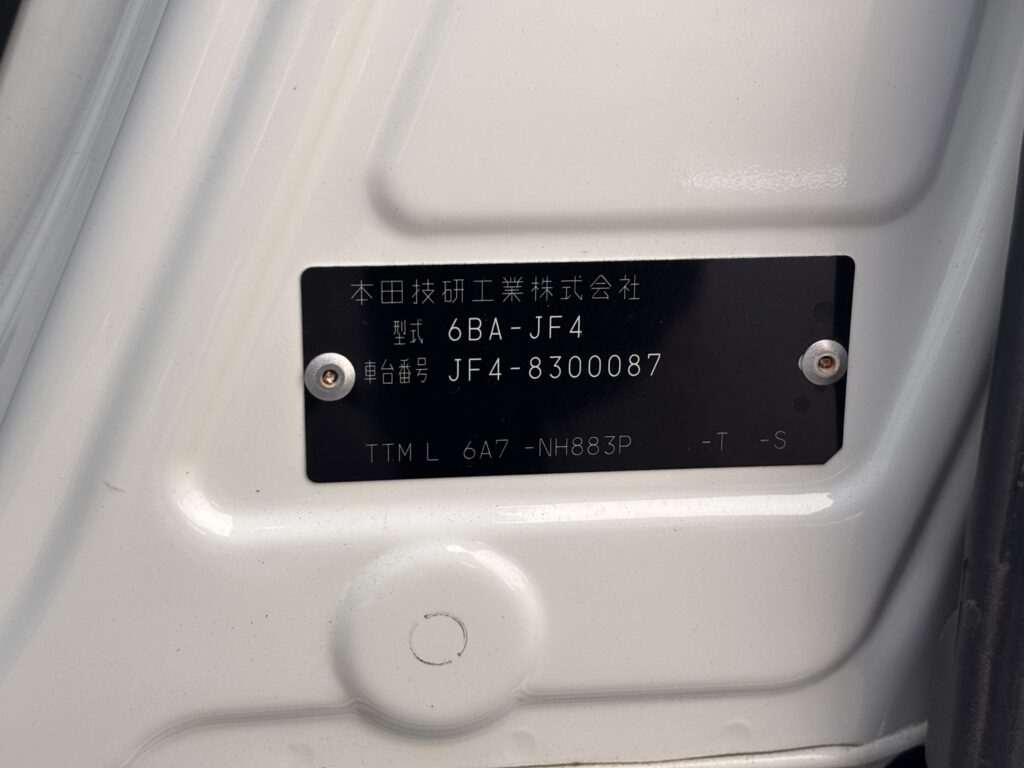 本田技研工業株式会社
型式 6BA-JF4
車台番号 JF4-8300087
TTM L 6A7 -NH883P -T -S